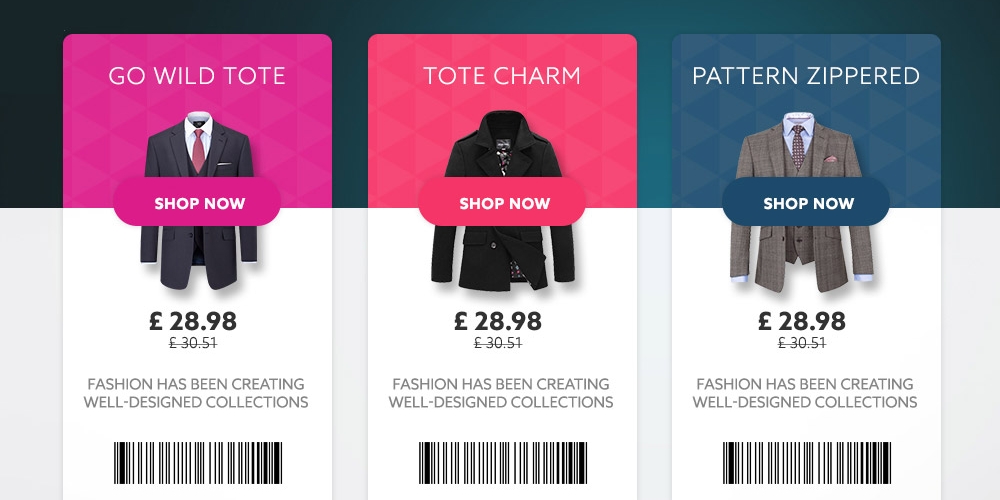 GO WILD TOTE
SHOP NOW
£ 28.98
£ 30.51
FASHION HAS BEEN CREATING
WELL-DESIGNED COLLECTIONS
TOTE CHARM
SHOP NOW
£ 28.98
£ 30.51
FASHION HAS BEEN CREATING
WELL-DESIGNED COLLECTIONS
PATTERN ZIPPERED
SHOP NOW
£ 28.98
£ 30.51
FASHION HAS BEEN CREATING
WELL-DESIGNED COLLECTIONS